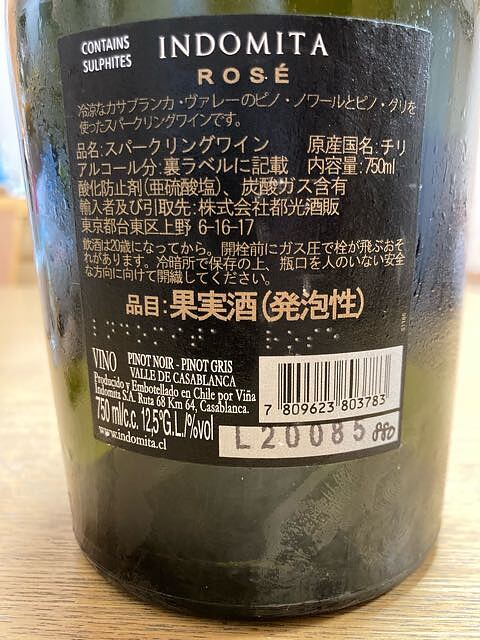 CONTAINS
SULPHITES
INDOMITA
ROSÉ
冷涼なカサブランカ・ヴァレーのピノ・ノワールとピノ・グリを
使ったスパークリングワインです。
品名:スパークリングワイン 原産国名:チリ
アルコール分:裏ラベルに記載 内容量:750ml
酸化防止剤(亜硫酸塩)、炭酸ガス含有
輸入者及び引取先:株式会社都光酒販
東京都台東区上野 6-16-17
飲酒は20歳になってから。開栓前にガス圧で栓が飛ぶおそ
れがあります。冷暗所で保存の上、瓶口を人のいない安全
な方向に向けて開栓してください。
品目:果実酒(発泡性)
VINO
PINOT NOIR - PINOT GRIS
VALLE DE CASABLANCA
Producido y Embotellado en Chile por Viña
Indomita S.A. Ruta 68 Km 64, Casablanca.
750 ml/c.c. 12,5°G.L./%vol
www.indomita.cl
7 809623 803783
L20085